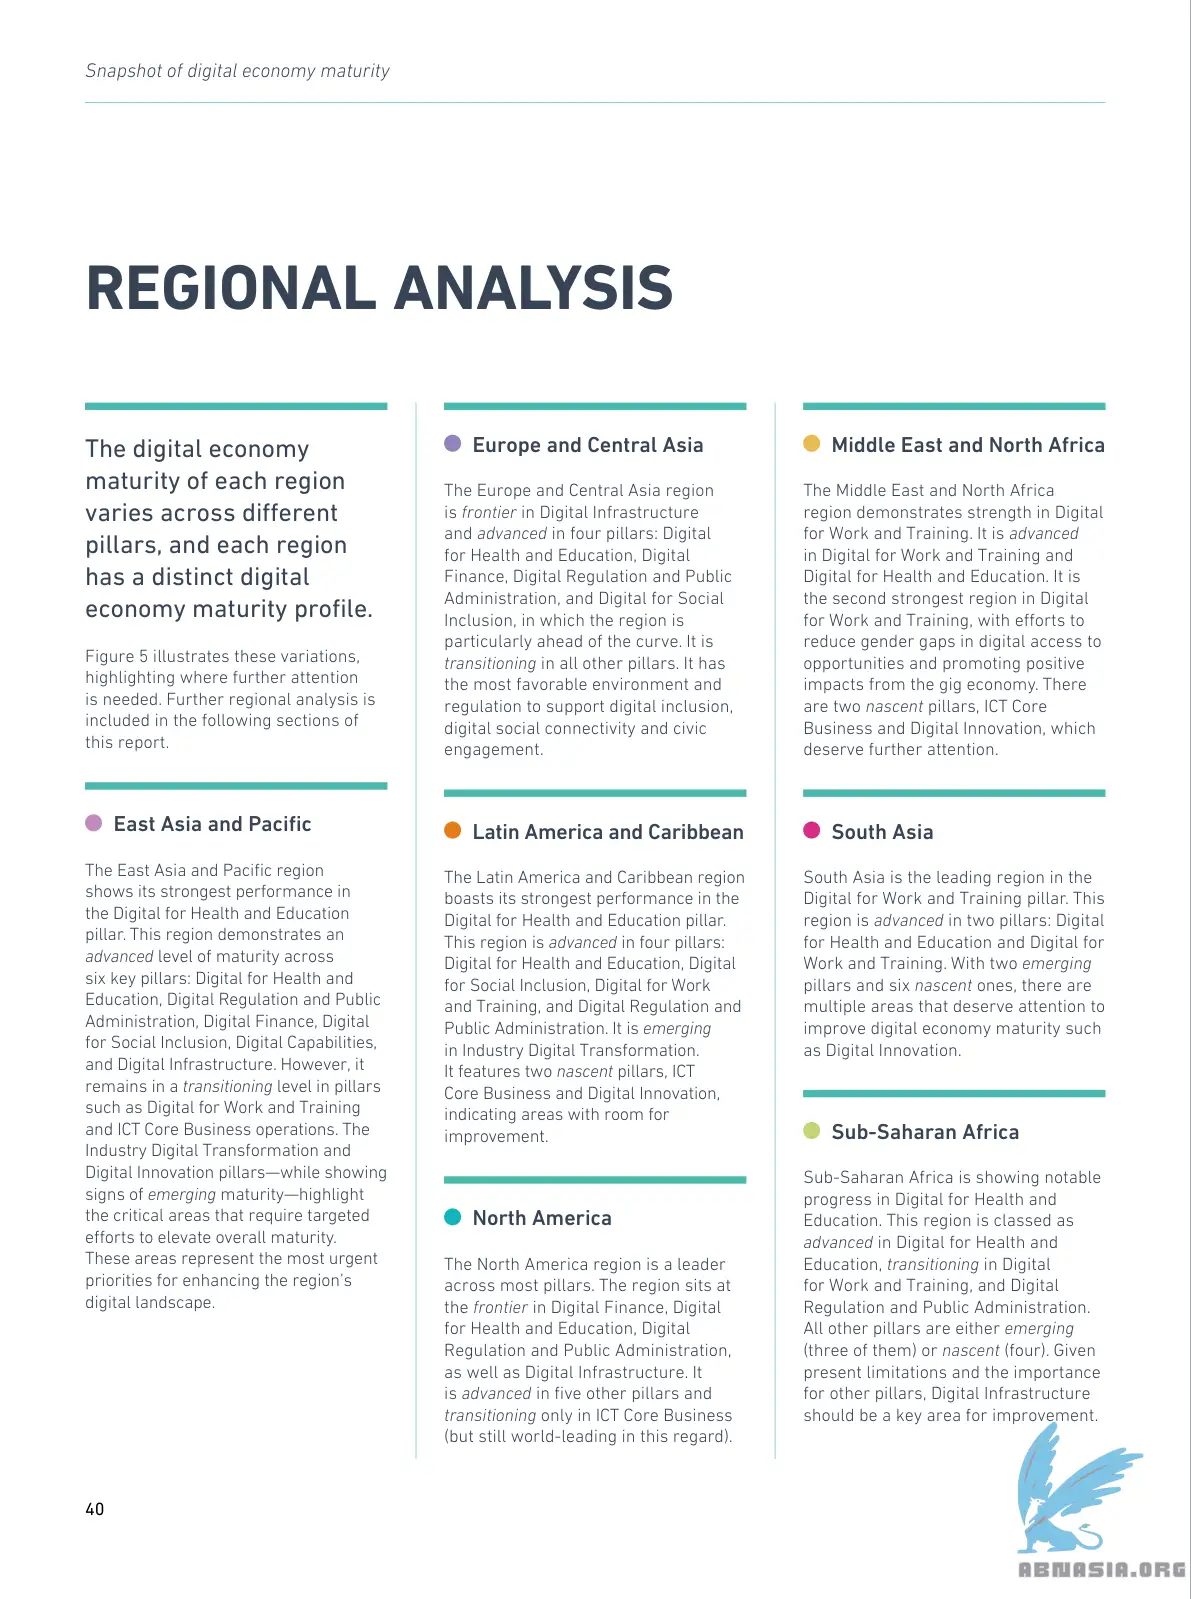 Snapshot of digital economy maturity
REGIONAL ANALYSIS
The digital economy
maturity of each region
varies across different
pillars, and each region
has a distinct digital
economy maturity profile.
Figure 5 illustrates these variations,
highlighting where further attention
is needed. Further regional analysis is
included in the following sections of
this report.
East Asia and Pacific
The East Asia and Pacific region
shows its strongest performance in
the Digital for Health and Education
pillar. This region demonstrates an
advanced level of maturity across
six key pillars: Digital for Health and
Education, Digital Regulation and Public
Administration, Digital Finance, Digital
for Social Inclusion, Digital Capabilities,
and Digital Infrastructure. However, it
remains in a transitioning level in pillars
such as Digital for Work and Training
and ICT Core Business operations. The
Industry Digital Transformation and
Digital Innovation pillars—while showing
signs of emerging maturity—highlight
the critical areas that require targeted
efforts to elevate overall maturity.
These areas represent the most urgent
priorities for enhancing the region's
digital landscape.
Europe and Central Asia
The Europe and Central Asia region
is frontier in Digital Infrastructure
and advanced in four pillars: Digital
for Health and Education, Digital
Finance, Digital Regulation and Public
Administration, and Digital for Social
Inclusion, in which the region is
particularly ahead of the curve. It is
transitioning in all other pillars. It has
the most favorable environment and
regulation to support digital inclusion,
digital social connectivity and civic
engagement.
Latin America and Caribbean
The Latin America and Caribbean region
boasts its strongest performance in the
Digital for Health and Education pillar.
This region is advanced in four pillars:
Digital for Health and Education, Digital
for Social Inclusion, Digital for Work
and Training, and Digital Regulation and
Public Administration. It is emerging
in Industry Digital Transformation.
It features two nascent pillars, ICT
Core Business and Digital Innovation,
indicating areas with room for
improvement.
North America
The North America region is a leader
across most pillars. The region sits at
the frontier in Digital Finance, Digital
for Health and Education, Digital
Regulation and Public Administration,
as well as Digital Infrastructure. It
is advanced in five other pillars and
transitioning only in ICT Core Business
(but still world-leading in this regard).
Middle East and North Africa
The Middle East and North Africa
region demonstrates strength in Digital
for Work and Training. It is advanced
in Digital for Work and Training and
Digital for Health and Education. It is
the second strongest region in Digital
for Work and Training, with efforts to
reduce gender gaps in digital access to
opportunities and promoting positive
impacts from the gig economy. There
are two nascent pillars, ICT Core
Business and Digital Innovation, which
deserve further attention.
South Asia
South Asia is the leading region in the
Digital for Work and Training pillar. This
region is advanced in two pillars: Digital
for Health and Education and Digital for
Work and Training. With two emerging
pillars and six nascent ones, there are
multiple areas that deserve attention to
improve digital economy maturity such
as Digital Innovation.
Sub-Saharan Africa
Sub-Saharan Africa is showing notable
progress in Digital for Health and
Education. This region is classed as
advanced in Digital for Health and
Education, transitioning in Digital
for Work and Training, and Digital
Regulation and Public Administration.
All other pillars are either emerging
(three of them) or nascent (four). Given
present limitations and the importance
for other pillars, Digital Infrastructure
should be a key area for improvement.
40
ABNASIA.ORG